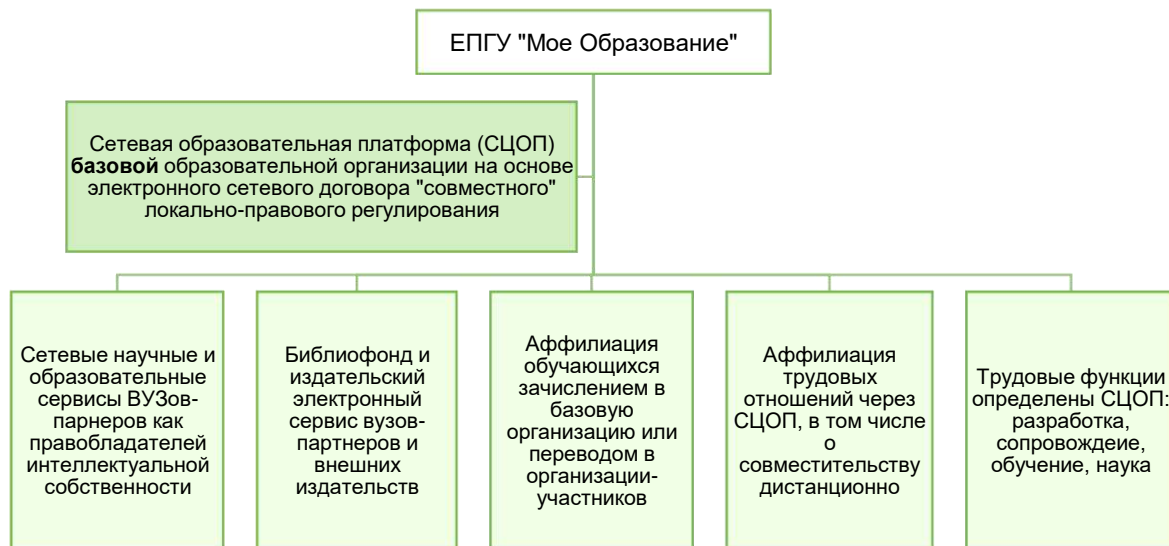 ЕПГУ "Мое Образование"
Сетевая образовательная платформа (СЦОП)
базовой образовательной организации на основе
электронного сетевого договора "совместного"
локально-правового регулирования
Сетевые научные и
образовательные
сервисы ВУЗов-
парнеров как
правобладателей
интеллектуальной
собственности
Библиофонд и
издательский
электронный
сервис вузов-
партнеров и
внешних
издательств
Аффилиация
обучающихся
зачислением в
базовую
организацию или
переводом в
организации-
участников
Аффилиация
трудовых
отношений через
СЦОП, в том числе
о
совместительству
дистанционно
Трудовые функции
определены СЦОП:
разработка,
сопровождеие,
обучение, наука